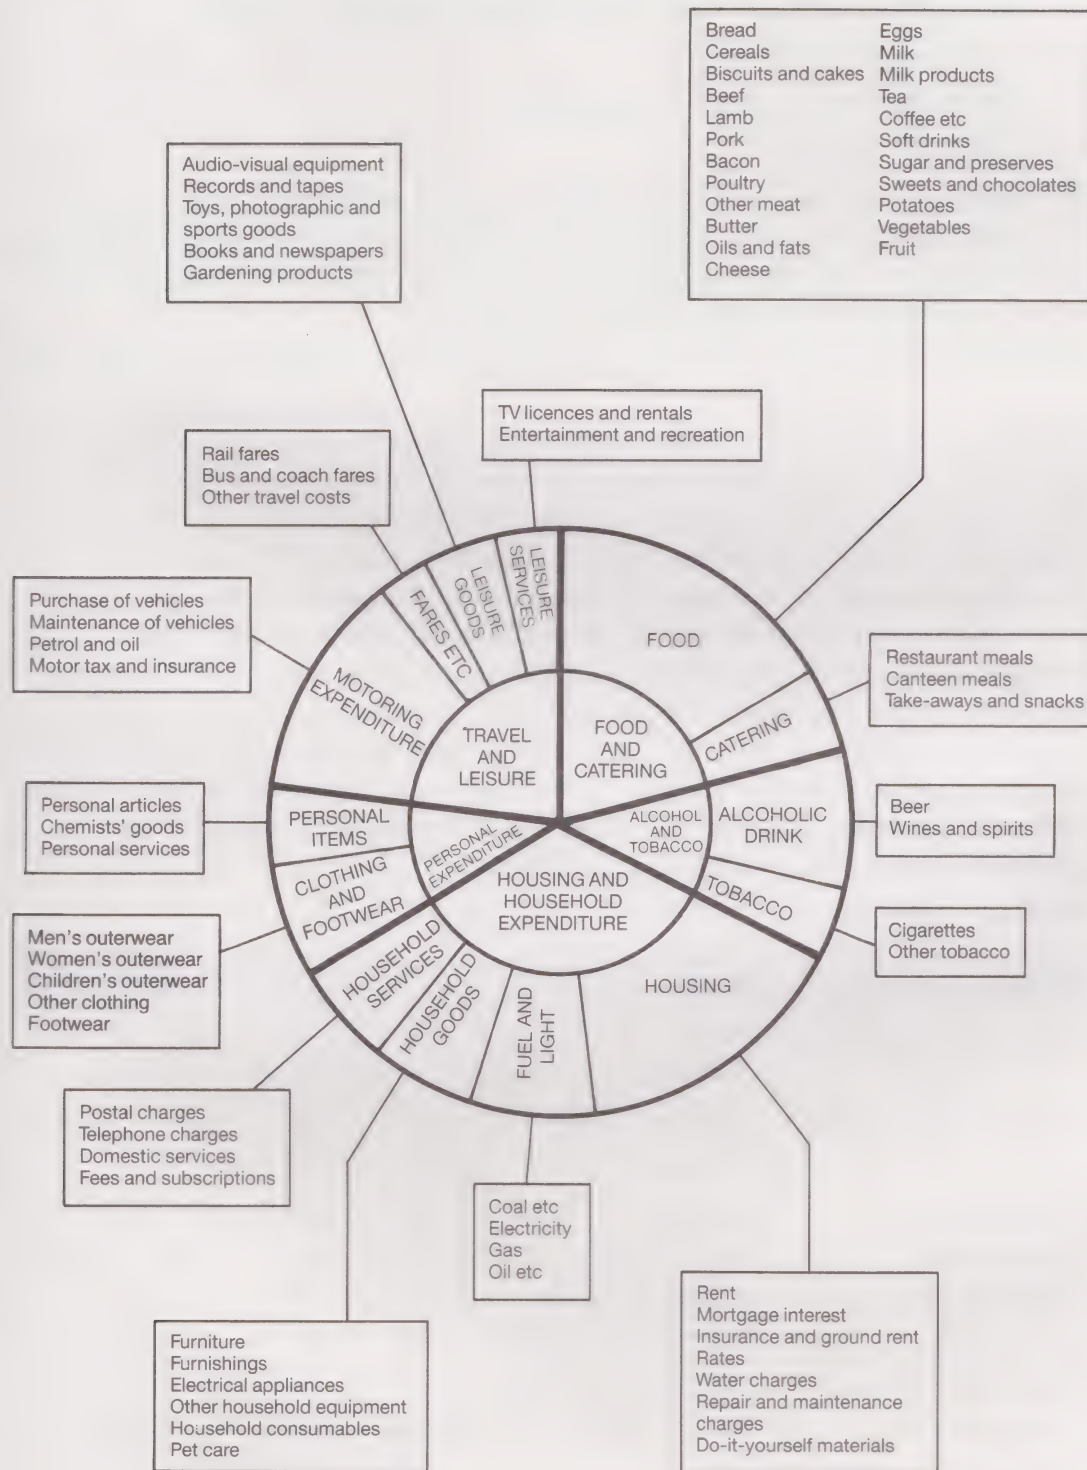 Bread
Cereals
Biscuits and cakes
Beef
Lamb
Pork
Bacon
Poultry
Other meat
Butter
Oils and fats
Cheese
Eggs
Milk
Milk products
Tea
Coffee etc
Soft drinks
Sugar and preserves
Sweets and chocolates
Potatoes
Vegetables
Fruit
Audio-visual equipment
Records and tapes
Toys, photographic and
sports goods
Books and newspapers
Gardening products
TV licences and rentals
Entertainment and recreation
Rail fares
Bus and coach fares
Other travel costs
Purchase of vehicles
Maintenance of vehicles
Petrol and oil
Motor tax and insurance
Restaurant meals
Canteen meals
Take-aways and snacks
Personal articles
Chemists' goods
Personal services
Beer
Wines and spirits
Men's outerwear
Women's outerwear
Children's outerwear
Other clothing
Footwear
Cigarettes
Other tobacco
Postal charges
Telephone charges
Domestic services
Fees and subscriptions
Coal etc
Electricity
Gas
Oil etc
Furniture
Furnishings
Electrical appliances
Other household equipment
Household consumables
Pet care
Rent
Mortgage interest
Insurance and ground rent
Rates
Water charges
Repair and maintenance
charges
Do-it-yourself materials
LEISURE
SERVICES
LEISURE
GOODS
FARES ETC
MOTORING
EXPENDITURE
FOOD
CATERING
TRAVEL
AND
LEISURE
FOOD
AND
CATERING
PERSONAL
ITEMS
PERSONAL
EXPENDITURE
ALCOHOL
AND
TOBACCO
ALCOHOLIC
DRINK
CLOTHING
AND
FOOTWEAR
HOUSING AND
HOUSEHOLD
EXPENDITURE
TOBACCO
HOUSEHOLD
SERVICES
HOUSEHOLD
GOODS
FUEL AND
LIGHT
HOUSING